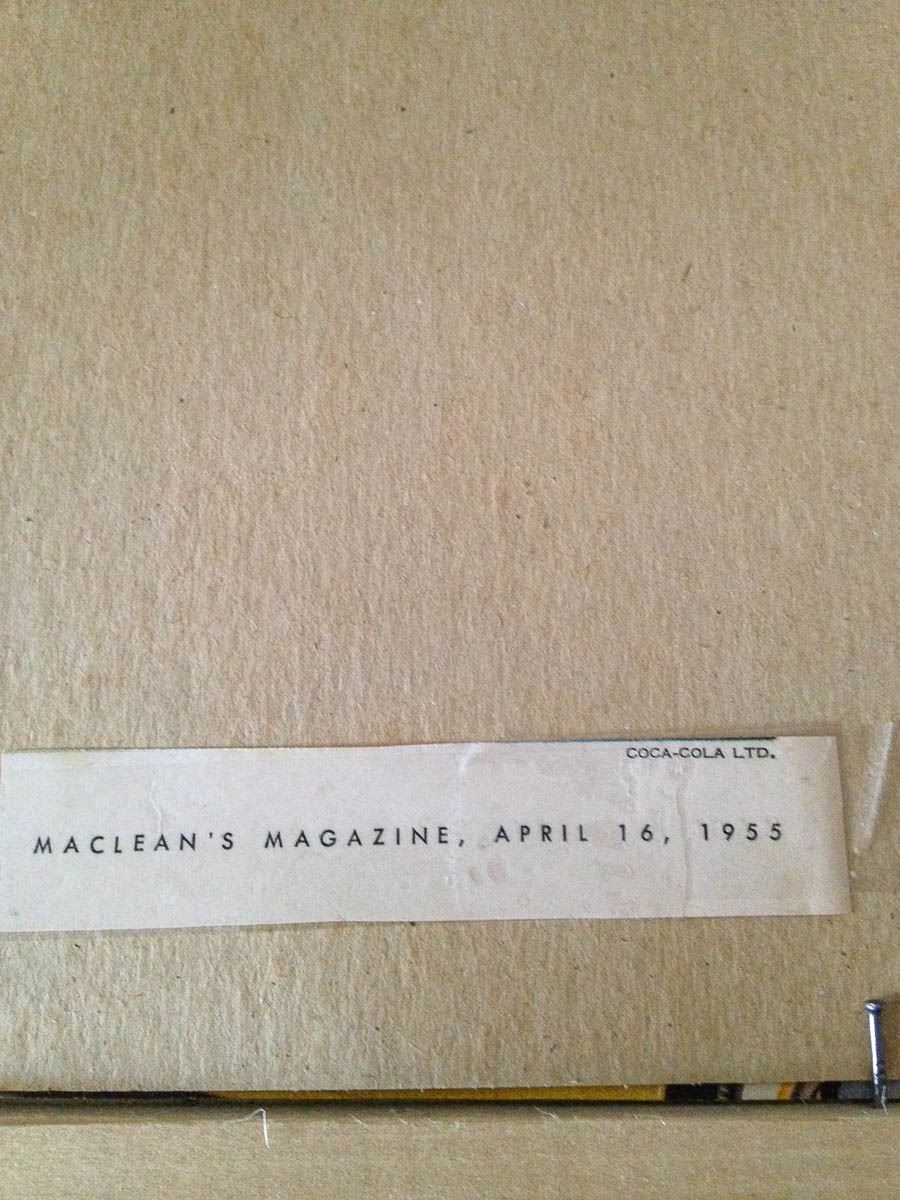 COCA-COLA LTD.
MACLEAN'S MAGAZINE, APRIL 16, 1955